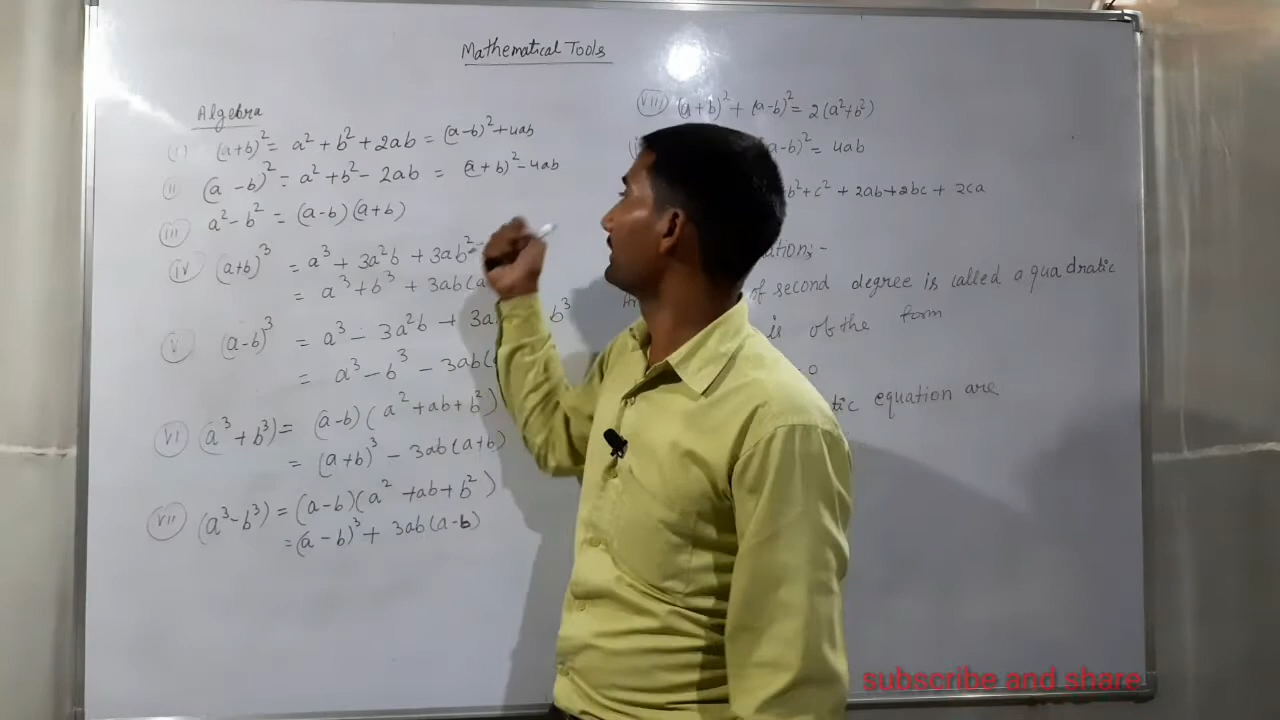 Mathematical Tools
Algebra
(i) (a+b)² = a² + b² + 2ab = (a-b)² + 4ab
(ii) (a-b)² = a² + b² - 2ab = (a+b)² - 4ab
(iii) a² - b² = (a-b)(a+b)
(iv) (a+b)³ = a³ + 3a²b + 3ab²
= a³ + b³ + 3ab(a
(v) (a-b)³ = a³ - 3a²b + 3a b³
= a³ - b³ - 3ab(
(vi) (a³ + b³) = (a-b)(a² + ab + b²)
= (a+b)³ - 3ab(a+b)
(vii) (a³ - b³) = (a-b)(a² + ab + b²)
= (a-b)³ + 3ab(a-b)
(viii) (a+b)² + (a-b)² = 2(a² + b²)
a-b)² = 4ab
b² + c² + 2ab + 2bc + 2ca
ation:-
of second degree is called a quadratic
is of the form
0
tic equation are
subscribe and share